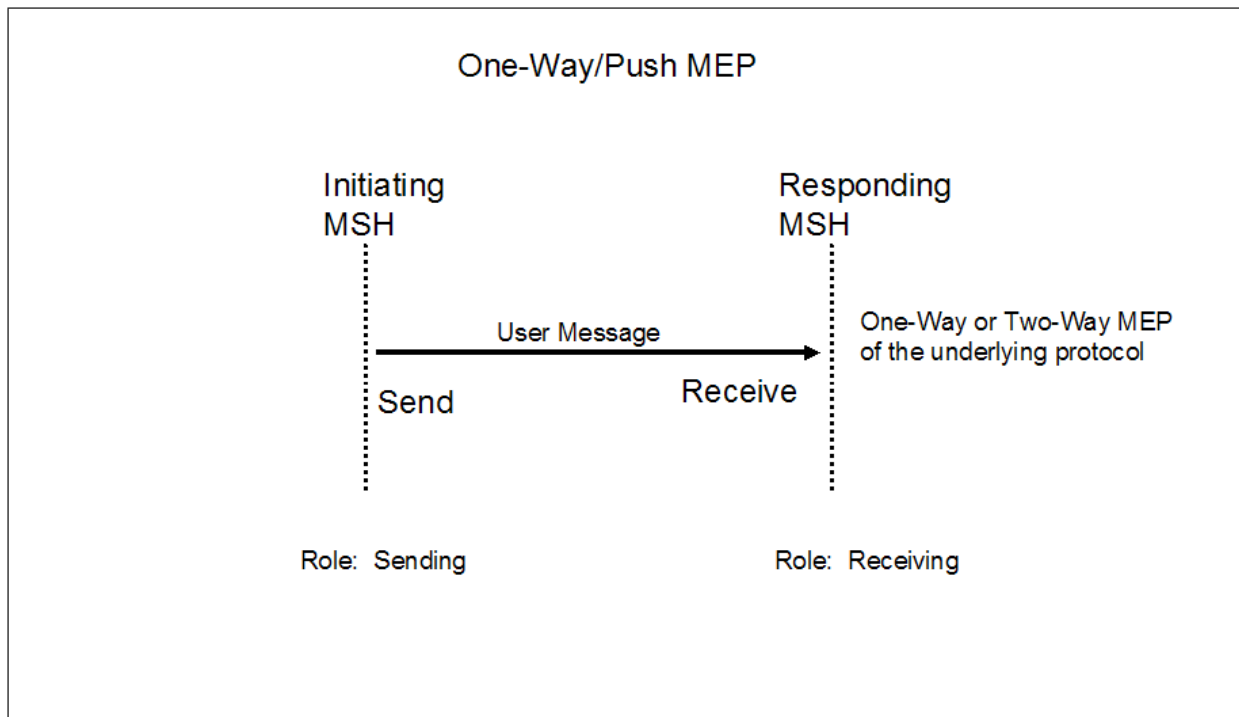 One-Way/Push MEP
Initiating
MSH
Responding
MSH
User Message
One-Way or Two-Way MEP
of the underlying protocol
Send
Receive
Role: Sending
Role: Receiving